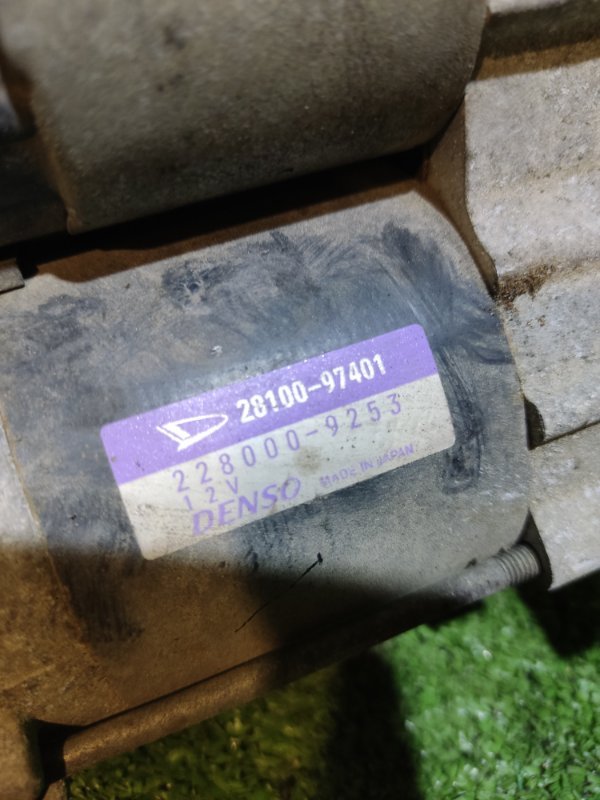 28100-97401
228000-9253
12V
DENSO MADE IN JAPAN